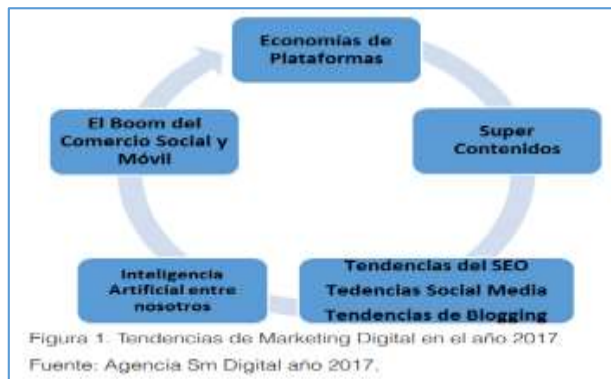 Economías de
Plataformas
Super
Contenidos
Tendencias del SEO
Tedencias Social Media
Tendencias de Blogging
Inteligencia
Artificial entre
nosotros
El Boom del
Comercio Social y
Móvil
Figura 1. Tendencias de Marketing Digital en el año 2017
Fuente: Agencia Sm Digital año 2017.